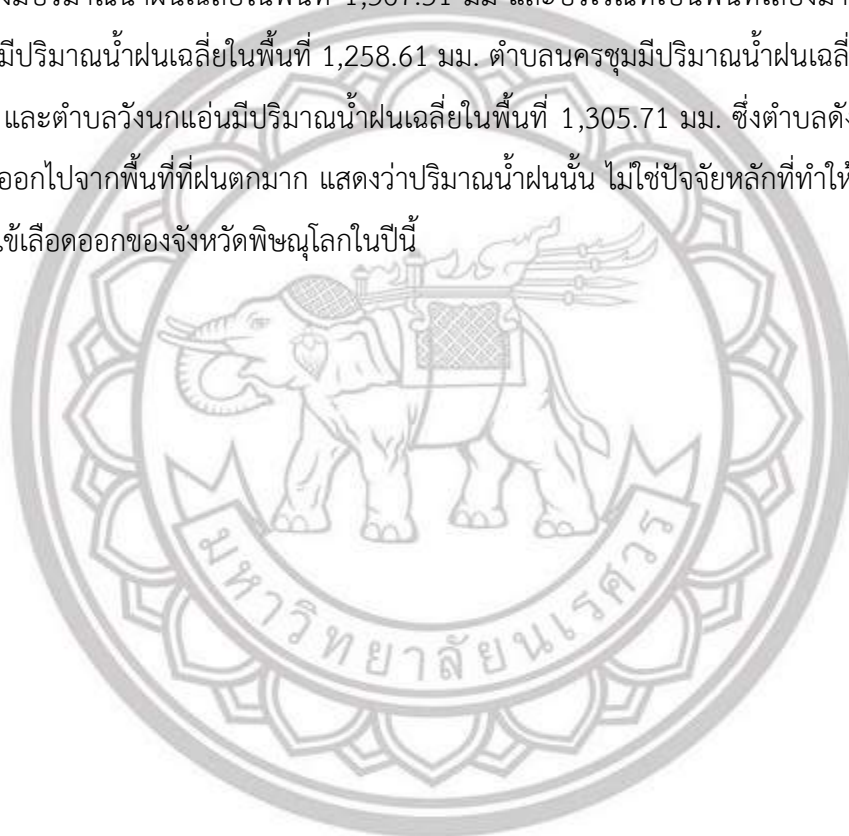 มีปริมาณน้ำฝนเฉลี่ยในพื้นที่ 1,258.61 มม. ตำบลนครชุมมีปริมาณน้ำฝนเฉลี่
และตำบลวังนกแอ่นมีปริมาณน้ำฝนเฉลี่ยในพื้นที่ 1,305.71 มม. ซึ่งตำบลดัง
ออกไปจากพื้นที่ที่ฝนตกมาก แสดงว่าปริมาณน้ำฝนนั้น ไม่ใช่ปัจจัยหลักที่ทำให้
ไข้เลือดออกของจังหวัดพิษณุโลกในปีนี้
มหาวิทยาลัยนเรศวร